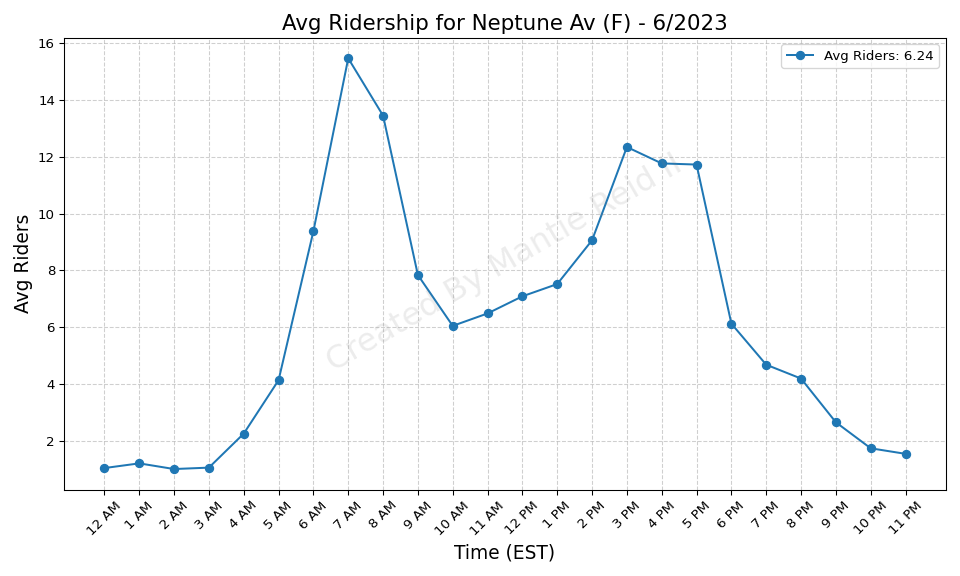 Avg Ridership for Neptune Av (F) - 6/2023
Avg Riders: 6.24
Avg Riders
16
14
12
10
8
6
4
2
Created By Mantle Reid II
12 AM
1 AM
2 AM
3 AM
4 AM
5 AM
6 AM
7 AM
8 AM
9 AM
10 AM
11 AM
12 PM
1 PM
2 PM
3 PM
4 PM
5 PM
6 PM
7 PM
8 PM
9 PM
10 PM
11 PM
Time (EST)